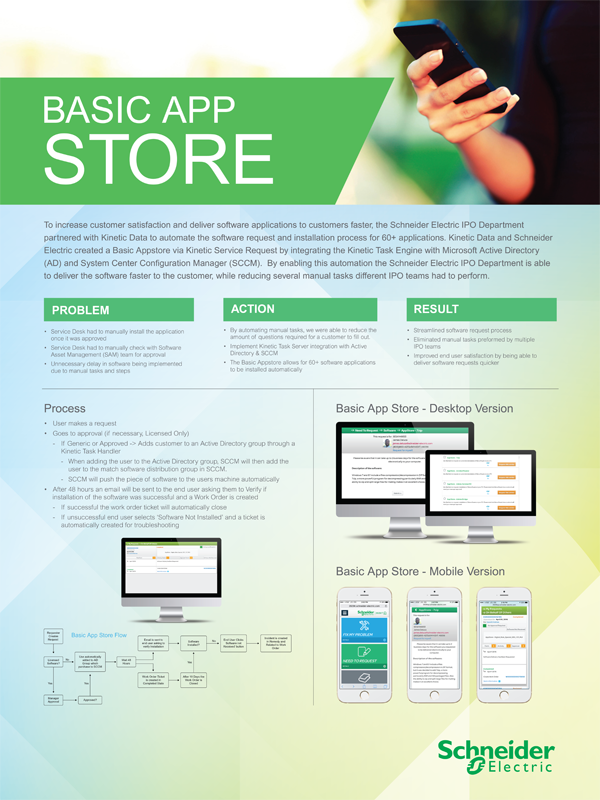 BASIC APP
STORE
To increase customer satisfaction and deliver software applications to customers faster, the Schneider Electric IPO Department
partnered with Kinetic Data to automate the software request and installation process for 60+ applications. Kinetic Data and Schneider
Electric created a Basic Appstore via Kinetic Service Request by integrating the Kinetic Task Engine with Microsoft Active Directory
(AD) and System Center Configuration Manager (SCCM).  By enabling this automation the Schneider Electric IPO Department is able
to deliver the software faster to the customer, while reducing several manual tasks different IPO teams had to perform.
PROBLEM
• Service Desk had to manually install the application
once it was approved
• Service Desk had to manually check with Software
Asset Management (SAM) team for approval
• Unnecessary delay in software being implemented
due to manual tasks and steps
ACTION
• By automating manual tasks, we were able to reduce the
amount of questions required for a customer to fill out.
• Implement Kinetic Task Server integration with Active
Directory & SCCM
• The Basic Appstore allows for 60+ software applications
to be installed automatically
RESULT
• Streamlined software request process
• Eliminated manual tasks preformed by multiple
IPO teams
• Improved end user satisfaction by being able to
deliver software requests quicker
Process
• User makes a request
• Goes to approval (If necessary, Licensed Only)
- If Generic or Approved -> Adds customer to an Active Directory group through a
Kinetic Task Handler
- When adding the user to the Active Directory group, SCCM will then add the
user to the match software distribution group in SCCM.
- SCCM will push the piece of software to the users machine automatically
• After 48 hours an email will be sent to the end user asking them to Verify if
installation of the software was successful and a Work Order is created
- If successful the work order ticket will automatically close
- If unsuccessful end user selects 'Software Not Installed' and a ticket is
automatically created for troubleshooting
Basic App Store Flow
Basic App Store - Desktop Version
Basic App Store - Mobile Version
Schneider
FIX MY PROBLEM
NEED TO REQUEST
Schneider
Electric